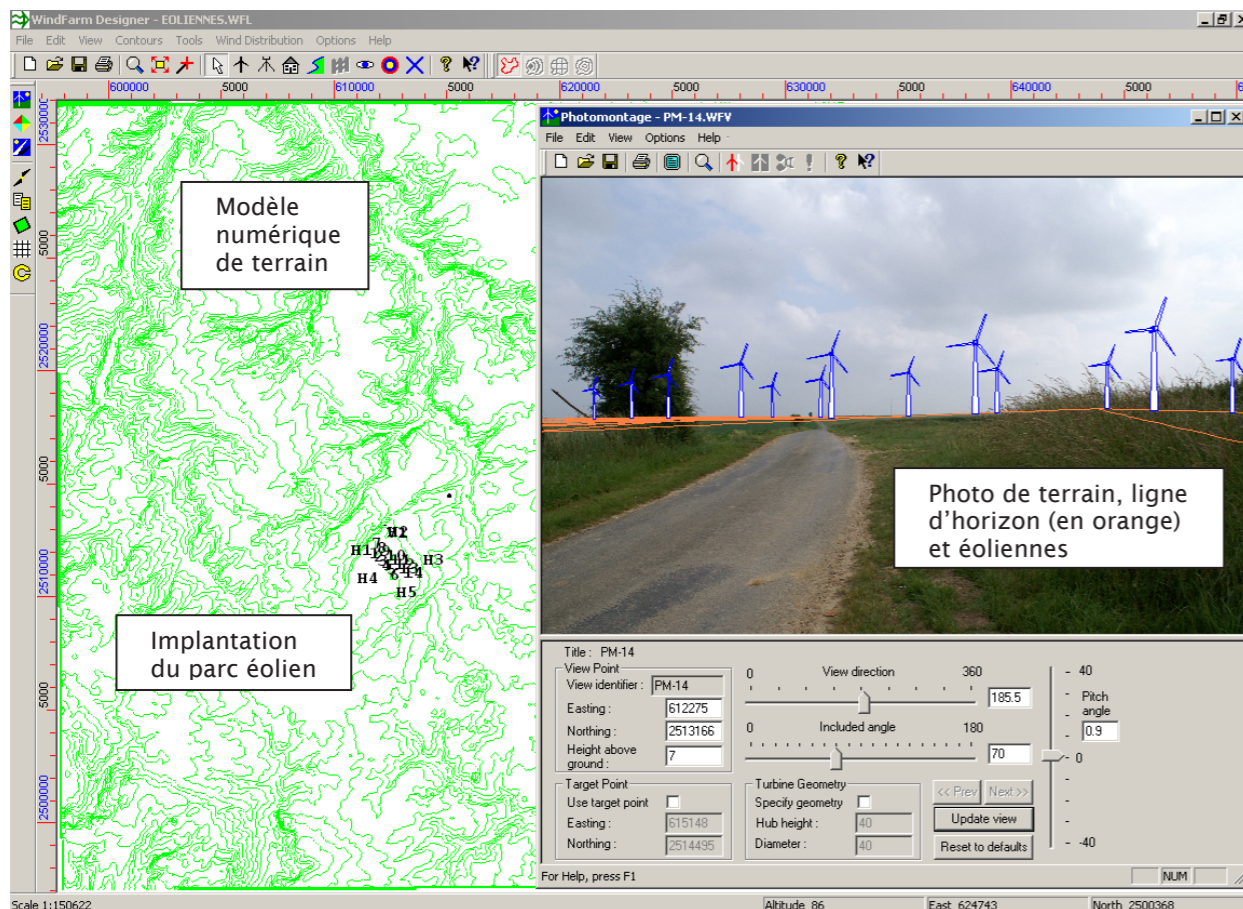 WindFarm Designer - EOLIENNES.WFL
File Edit View Contours Tools Wind Distribution Options Help
600000 5000 610000 5000 620000 5000 630000 5000 640000 5000
2530000
5000
2520000
5000
2510000
5000
2500000
Modèle
numérique
de terrain
H2
H1
H3
H4
H5
Implantation
du parc éolien
Photomontage - PM-14.WFV
File Edit View Options Help
Photo de terrain, ligne
d'horizon (en orange)
et éoliennes
Title : PM-14
View Point
View identifier : PM-14
Easting : 612275
Northing : 2513166
Height above
ground : 7
Target Point
Use target point
Easting : 615148
Northing : 2514495
0 View direction 360
185.5
0 Included angle 180
70
Turbine Geometry
Specify geometry
Hub height : 40
Diameter : 40
<< Prev Next >>
Update view
Reset to defaults
40
Pitch
angle
0.9
0
-40
For Help, press F1
NUM
Scale 1:150622
Altitude 86
East 624743
North 2500368